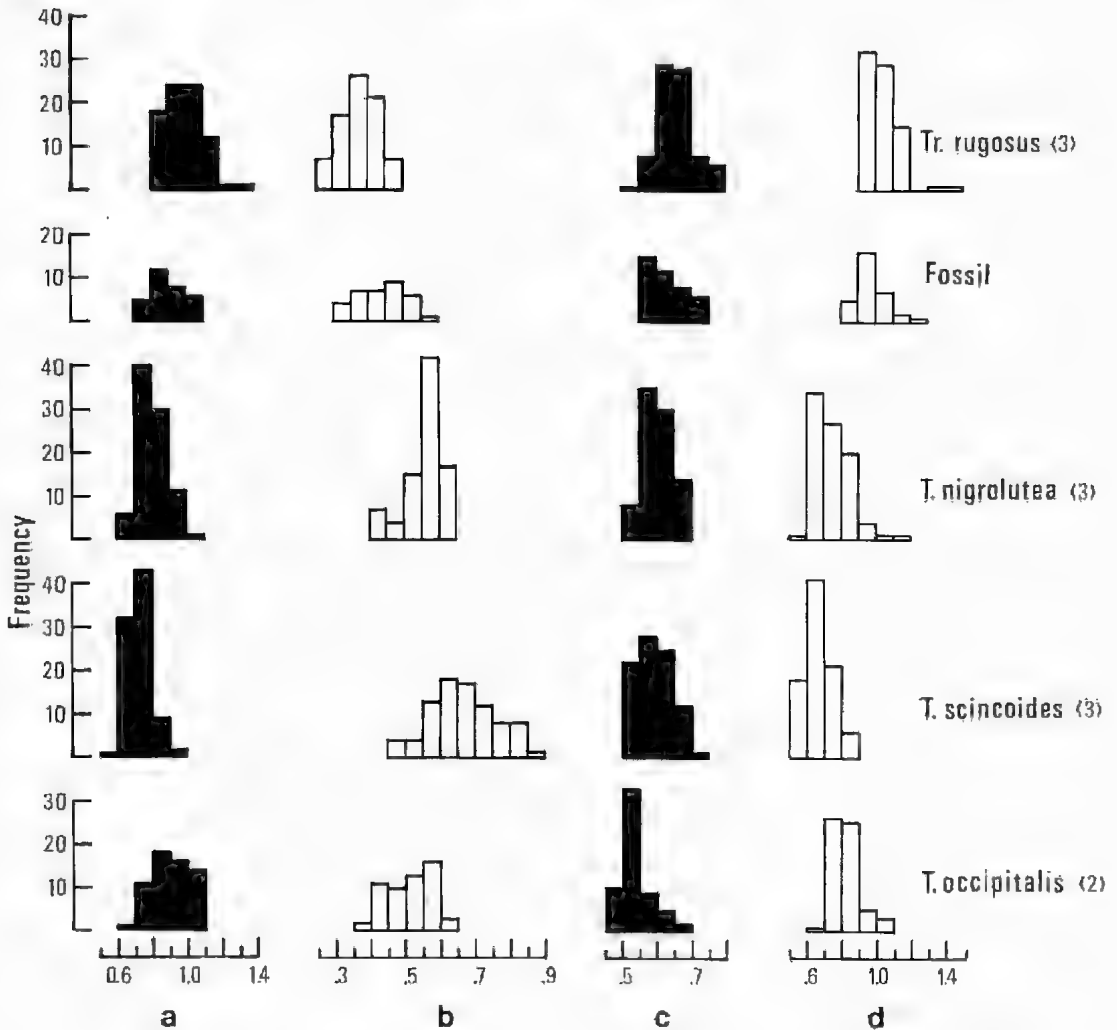 40
30
20
10
Tr. rugosus (3)
20
10
Fossil
40
30
20
10
T. nigrolutea (3)
Frequency
40
30
20
10
T. scincoides (3)
30
20
10
T. occipitalis (2)
0.6 1.0 1.4 .3 .5 .7 .9 .5 .7 .6 1.0 1.4
a b c d